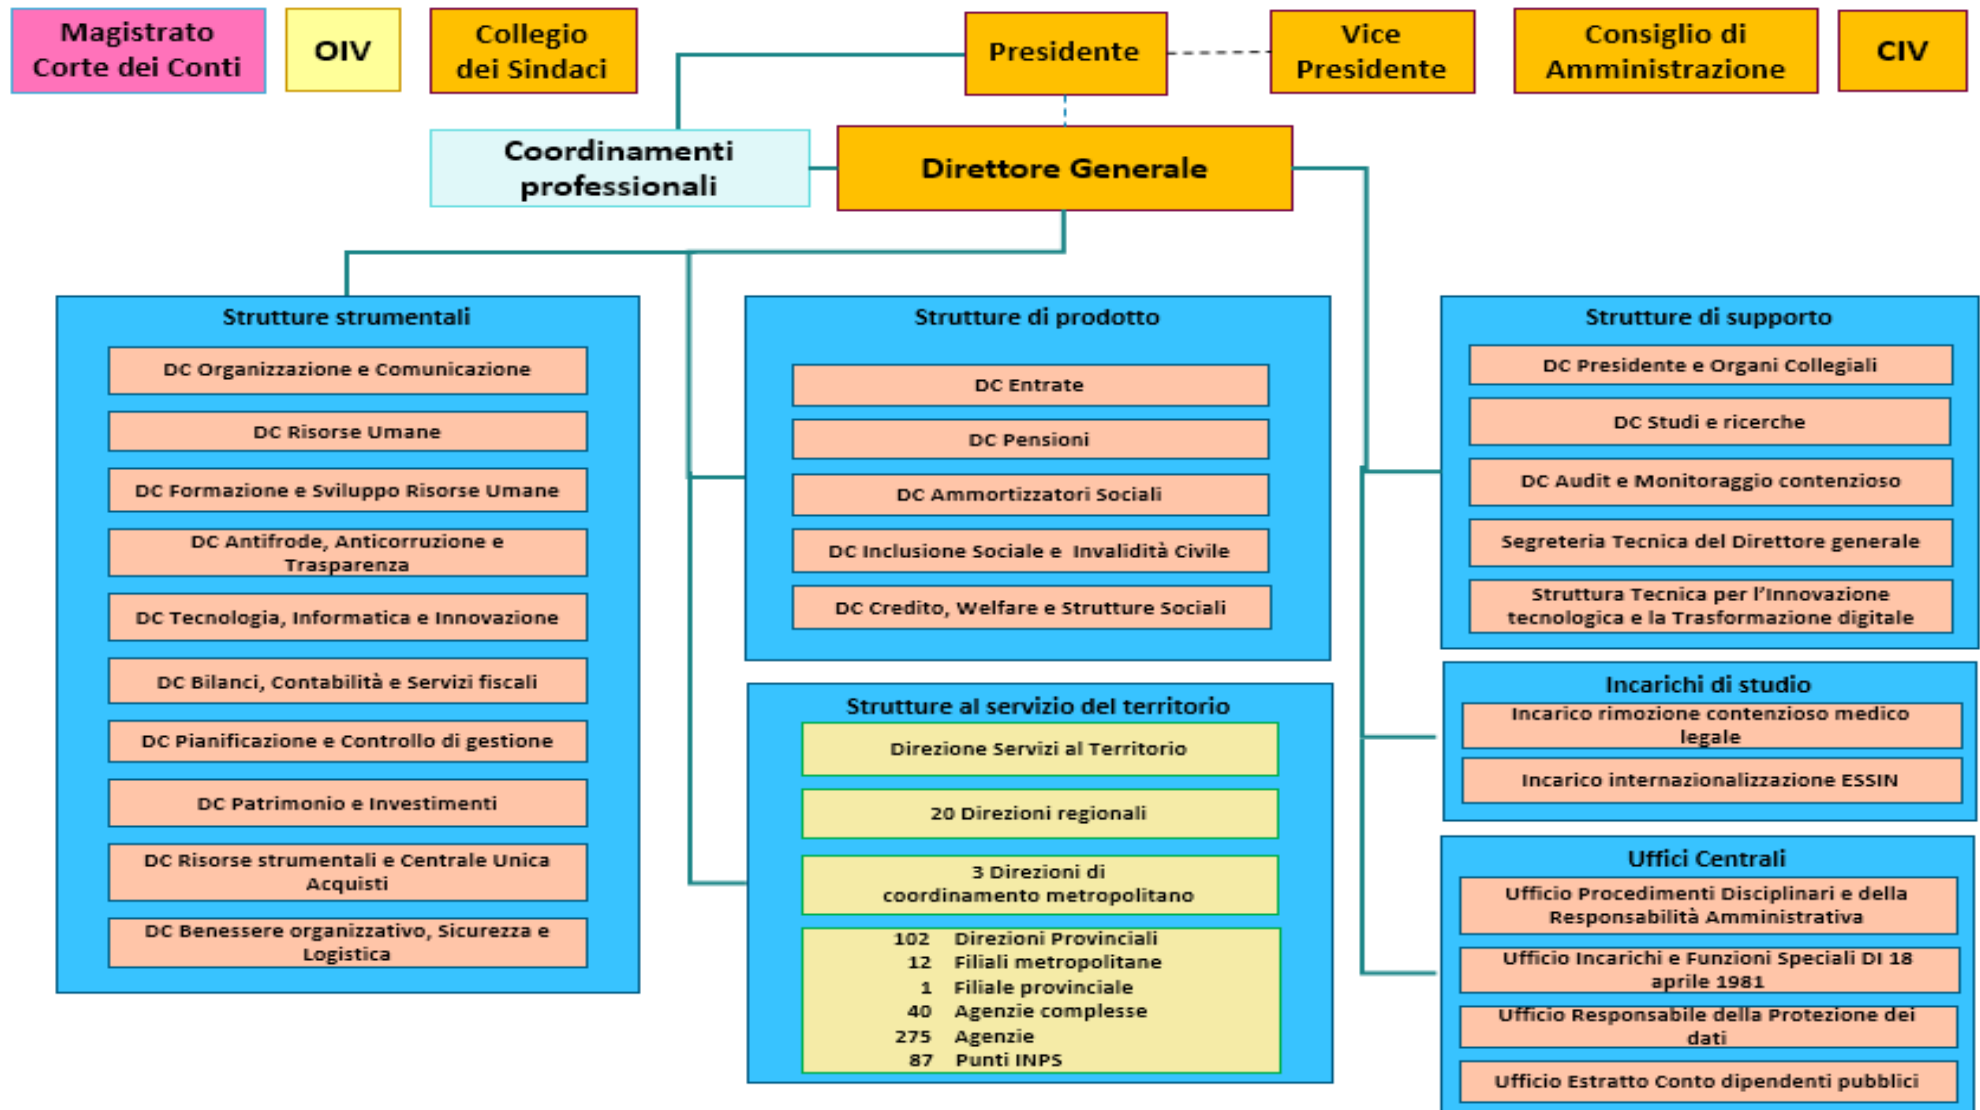 Magistrato
Corte dei Conti
OIV
Collegio
dei Sindaci
Presidente
Vice
Presidente
Consiglio di
Amministrazione
CIV
Coordinamenti
professionali
Direttore Generale
Strutture strumentali
DC Organizzazione e Comunicazione
DC Risorse Umane
DC Formazione e Sviluppo Risorse Umane
DC Antifrode, Anticorruzione e
Trasparenza
DC Tecnologia, Informatica e Innovazione
DC Bilanci, Contabilità e Servizi fiscali
DC Pianificazione e Controllo di gestione
DC Patrimonio e Investimenti
DC Risorse strumentali e Centrale Unica
Acquisti
DC Benessere organizzativo, Sicurezza e
Logistica
Strutture di prodotto
DC Entrate
DC Pensioni
DC Ammortizzatori Sociali
DC Inclusione Sociale e Invalidità Civile
DC Credito, Welfare e Strutture Sociali
Strutture al servizio del territorio
Direzione Servizi al Territorio
20 Direzioni regionali
3 Direzioni di
coordinamento metropolitano
102 Direzioni Provinciali
12 Filiali metropolitane
1 Filiale provinciale
40 Agenzie complesse
275 Agenzie
87 Punti INPS
Strutture di supporto
DC Presidente e Organi Collegiali
DC Studi e ricerche
DC Audit e Monitoraggio contenzioso
Segreteria Tecnica del Direttore generale
Struttura Tecnica per l'Innovazione
tecnologica e la Trasformazione digitale
Incarichi di studio
Incarico rimozione contenzioso medico
legale
Incarico internazionalizzazione ESSIN
Uffici Centrali
Ufficio Procedimenti Disciplinari e della
Responsabilità Amministrativa
Ufficio Incarichi e Funzioni Speciali DI 18
aprile 1981
Ufficio Responsabile della Protezione dei
dati
Ufficio Estratto Conto dipendenti pubblici